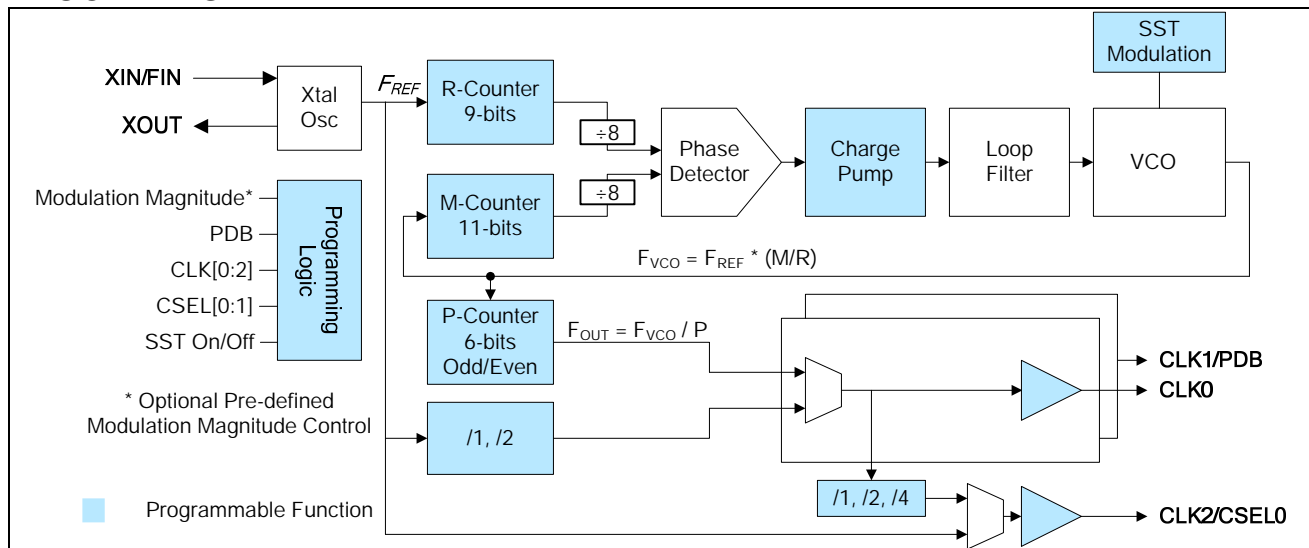 SST
Modulation
XIN/FIN
XOUT
Xtal
Osc
FREF
R-Counter
9-bits
÷8
Phase
Detector
Charge
Pump
Loop
Filter
VCO
÷8
M-Counter
11-bits
FVCO = FREF * (M/R)
Modulation Magnitude*
PDB
CLK[0:2]
CSEL[0:1]
SST On/Off
Programming
Logic
* Optional Pre-defined
Modulation Magnitude Control
P-Counter
6-bits
Odd/Even
FOUT = FVCO / P
/1, /2
CLK1/PDB
CLK0
/1, /2, /4
CLK2/CSEL0
Programmable Function